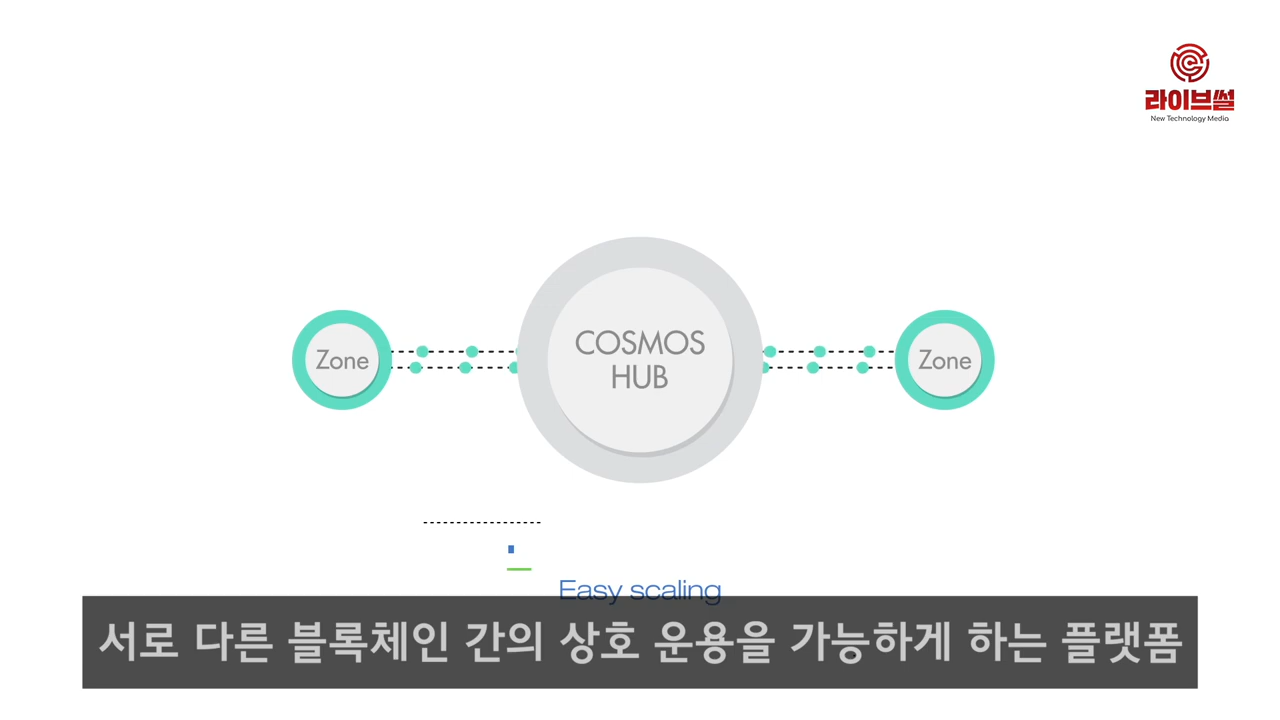 라이브썰
New Technology Media
Zone
COSMOS
HUB
Zone
Easy scaling
서로 다른 블록체인 간의 상호 운용을 가능하게 하는 플랫폼